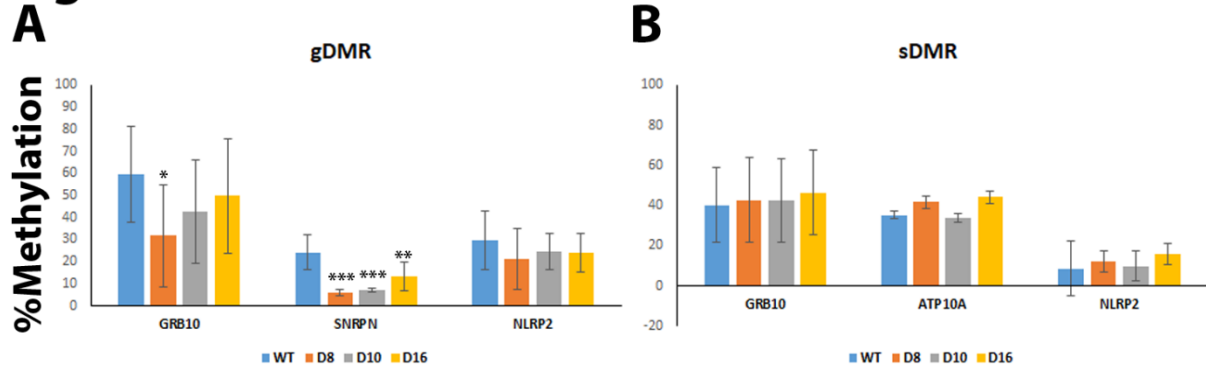 A
gDMR
%Methylation
100
90
80
70
60
50
40
30
20
10
0
*
***
***
**
GRB10 SNRPN NLRP2
WT D8 D10 D16
B
sDMR
100
80
60
40
20
0
-20
GRB10 ATP10A NLRP2
WT D8 D10 D16